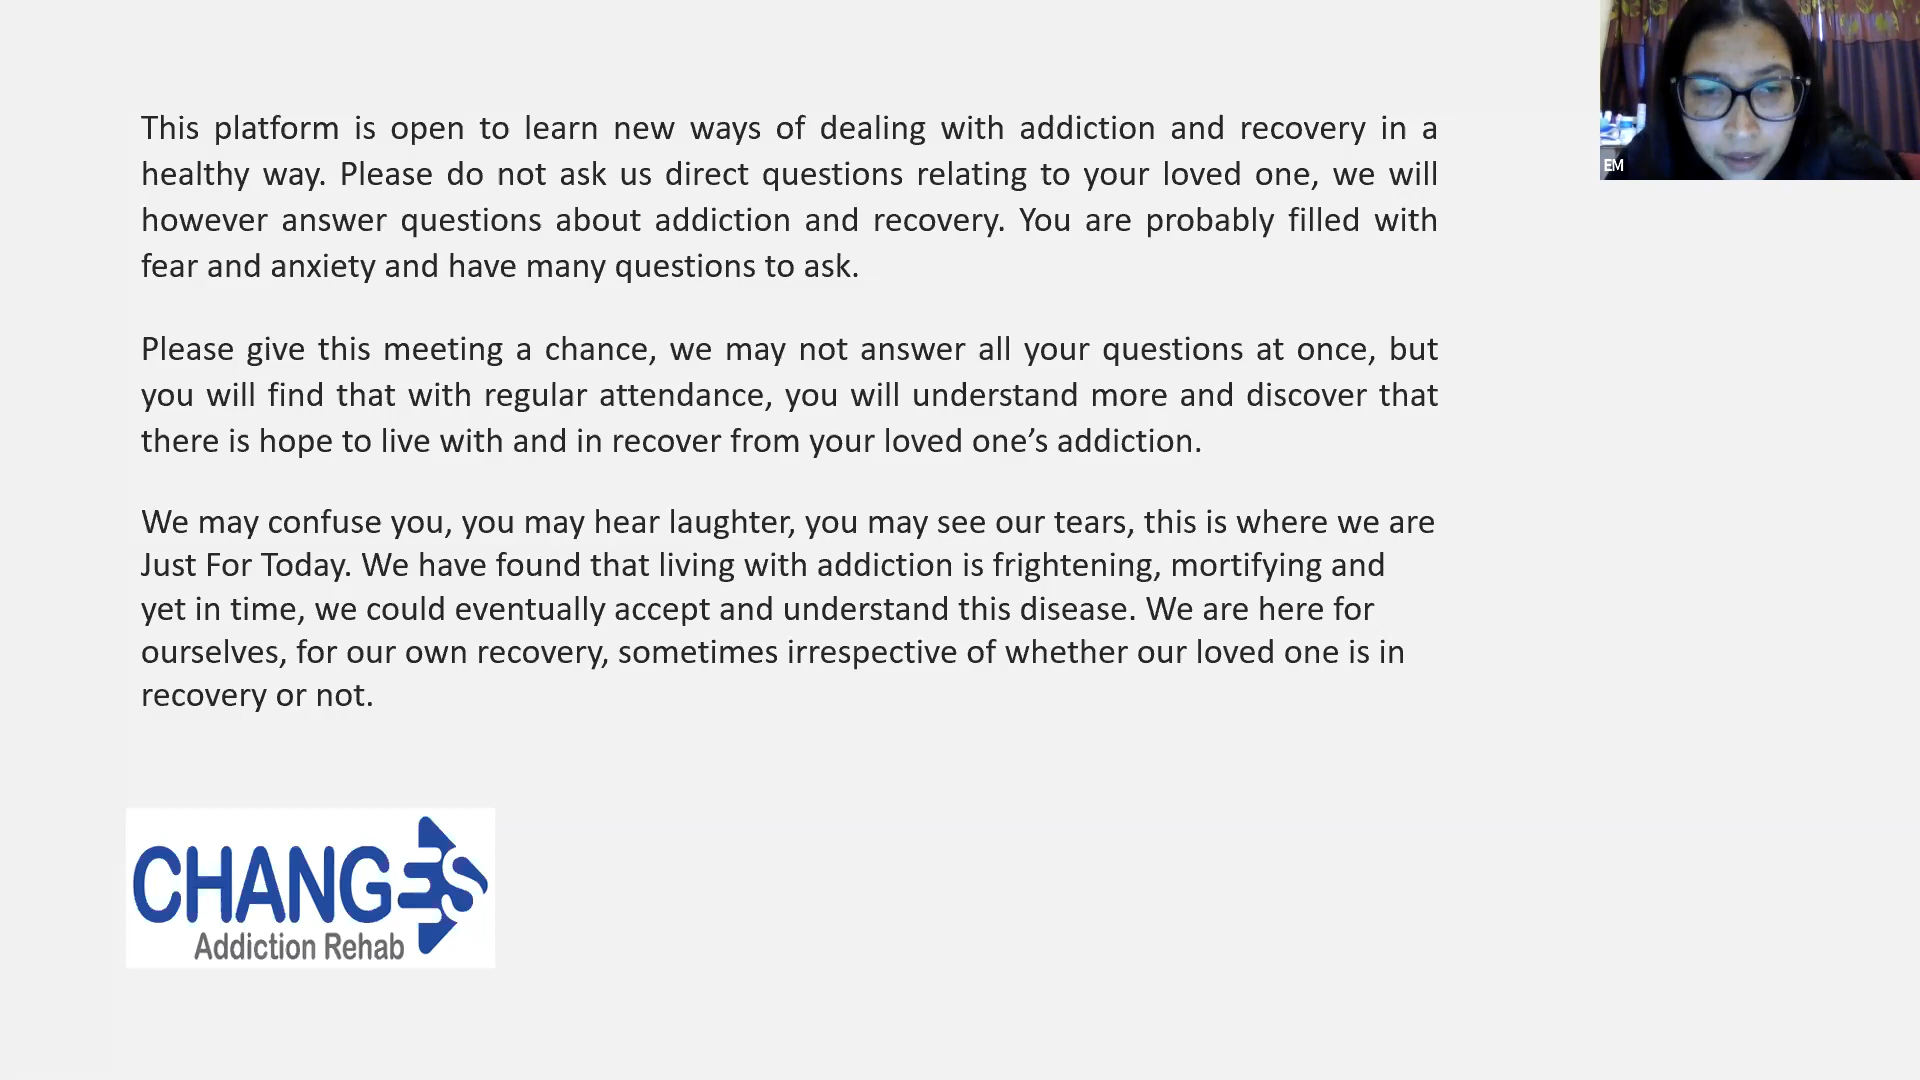 This platform is open to learn new ways of dealing with addiction and recovery in a
healthy way. Please do not ask us direct questions relating to your loved one, we will
however answer questions about addiction and recovery. You are probably filled with
fear and anxiety and have many questions to ask.
Please give this meeting a chance, we may not answer all your questions at once, but
you will find that with regular attendance, you will understand more and discover that
there is hope to live with and in recover from your loved one’s addiction.
We may confuse you, you may hear laughter, you may see our tears, this is where we are
Just For Today. We have found that living with addiction is frightening, mortifying and
yet in time, we could eventually accept and understand this disease. We are here for
ourselves, for our own recovery, sometimes irrespective of whether our loved one is in
recovery or not.
CHANGES
Addiction Rehab
EM